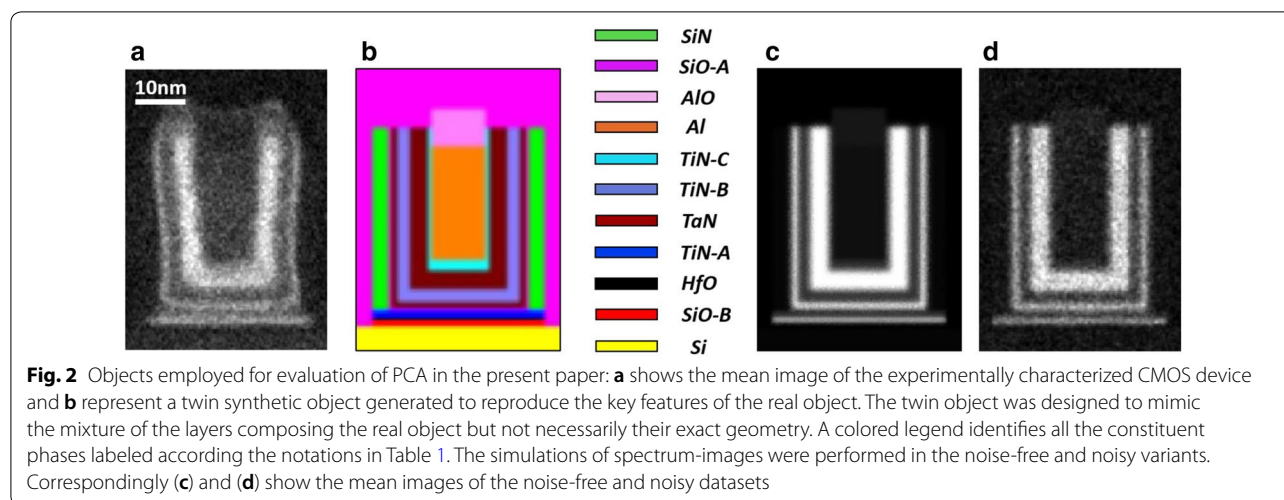 a
b
c
d
10nm
SiN
SiO-A
AlO
Al
TiN-C
TiN-B
TaN
TiN-A
HfO
SiO-B
Si
Fig. 2 Objects employed for evaluation of PCA in the present paper: a shows the mean image of the experimentally characterized CMOS device
and b represent a twin synthetic object generated to reproduce the key features of the real object. The twin object was designed to mimic
the mixture of the layers composing the real object but not necessarily their exact geometry. A colored legend identifies all the constituent
phases labeled according the notations in Table 1. The simulations of spectrum-images were performed in the noise-free and noisy variants.
Correspondingly (c) and (d) show the mean images of the noise-free and noisy datasets